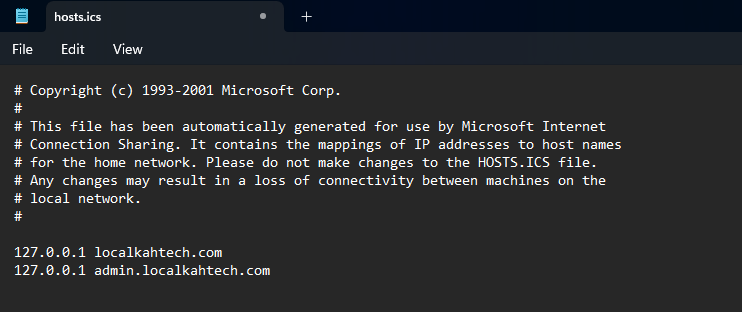 hosts.ics
File Edit View
# Copyright (c) 1993-2001 Microsoft Corp.
#
# This file has been automatically generated for use by Microsoft Internet
# Connection Sharing. It contains the mappings of IP addresses to host names
# for the home network. Please do not make changes to the HOSTS.ICS file.
# Any changes may result in a loss of connectivity between machines on the
# local network.
#
127.0.0.1 localkahtech.com
127.0.0.1 admin.localkahtech.com